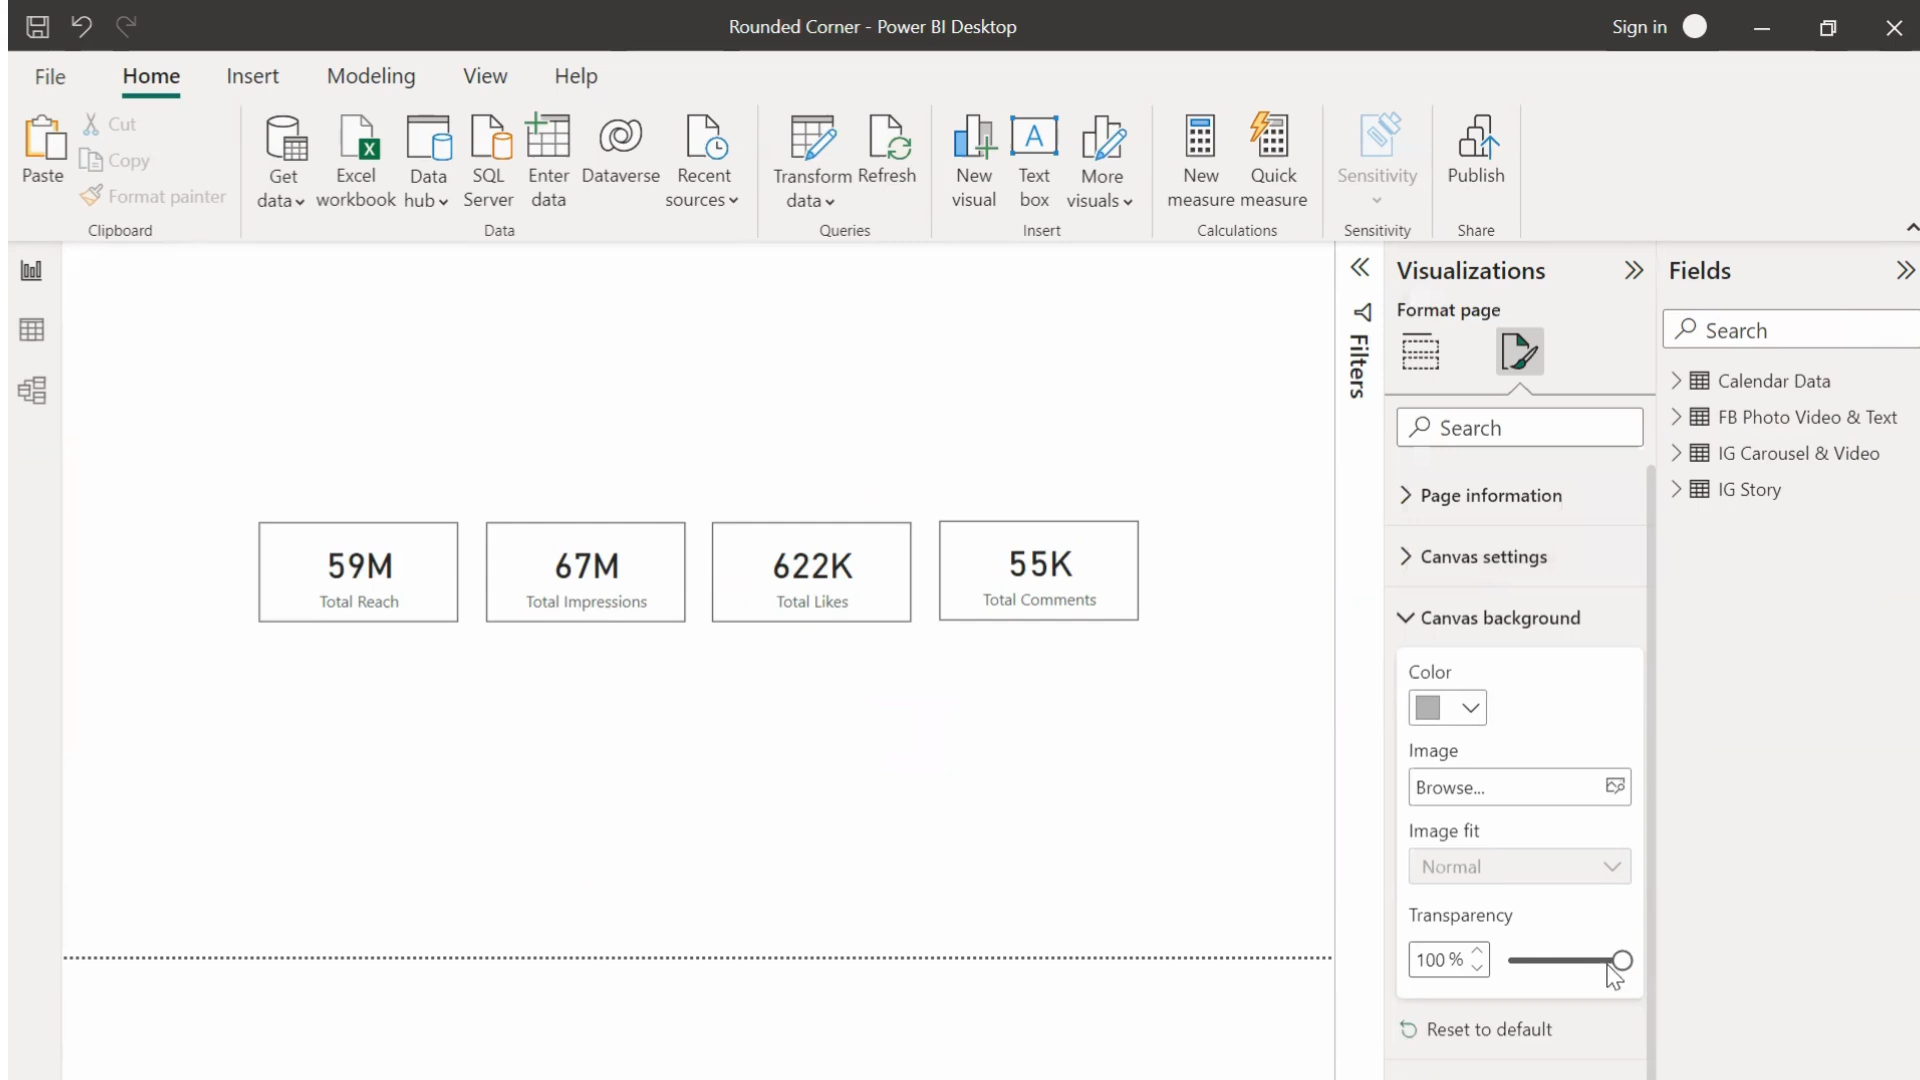 Rounded Corner - Power BI Desktop
Sign in
File
Home
Insert
Modeling
View
Help
Paste
Cut
Copy
Format painter
Clipboard
Get data
Excel workbook
Data hub
SQL Server
Enter data
Dataverse
Recent sources
Data
Transform data
Refresh
Queries
New visual
A
Text box
More visuals
Insert
New measure
Quick measure
Calculations
Sensitivity
Sensitivity
Publish
Share
59M
Total Reach
67M
Total Impressions
622K
Total Likes
55K
Total Comments
Filters
Visualizations
Format page
Search
Page information
Canvas settings
Canvas background
Color
Image
Browse...
Image fit
Normal
Transparency
100 %
Reset to default
Fields
Search
Calendar Data
FB Photo Video & Text
IG Carousel & Video
IG Story